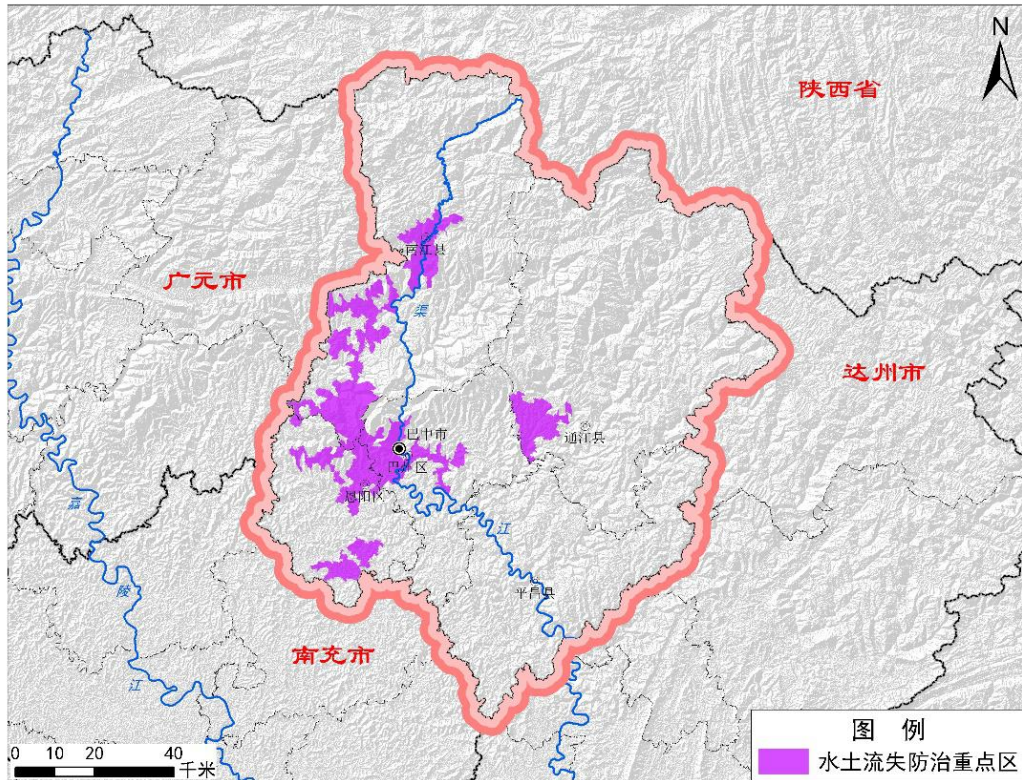 N
陕西省
南江县
广元市
渠
达州市
巴中市
通江县
巴州区
恩阳区
嘉
江
陵
平昌县
南充市
江
图 例
水土流失防治重点区
0 10 20 40
千米